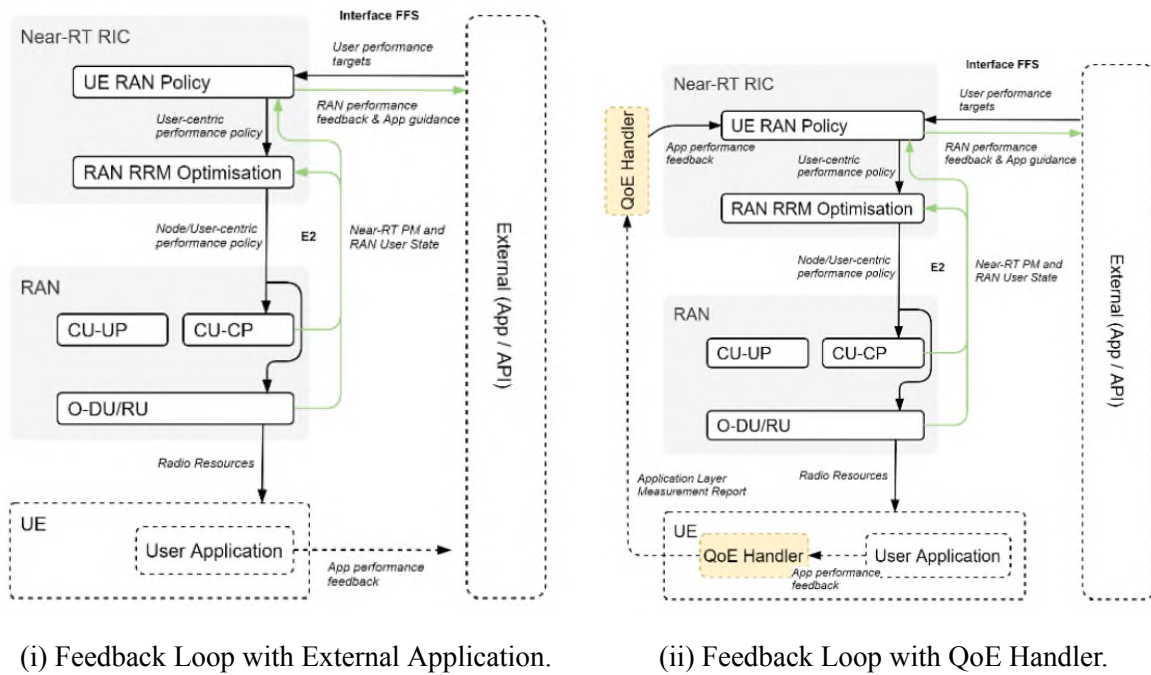 Interface FFS
Near-RT RIC
User performance
targets
UE RAN Policy
RAN performance
feedback & App guidance
User-centric
performance policy
RAN RRM Optimisation
Node/User-centric
performance policy
E2
Near-RT PM and
RAN User State
RAN
CU-UP
CU-CP
O-DU/RU
Radio Resources
UE
User Application
App performance
feedback
External (App / API)
(i) Feedback Loop with External Application.
Interface FFS
Near-RT RIC
User performance
targets
QoE Handler
UE RAN Policy
App performance
feedback
RAN performance
feedback & App guidance
User-centric
performance policy
RAN RRM Optimisation
Node/User-centric
performance policy
E2
Near-RT PM and
RAN User State
RAN
CU-UP
CU-CP
O-DU/RU
Radio Resources
Application Layer
Measurement Report
UE
QoE Handler
User Application
App performance
feedback
External (App / API)
(ii) Feedback Loop with QoE Handler.